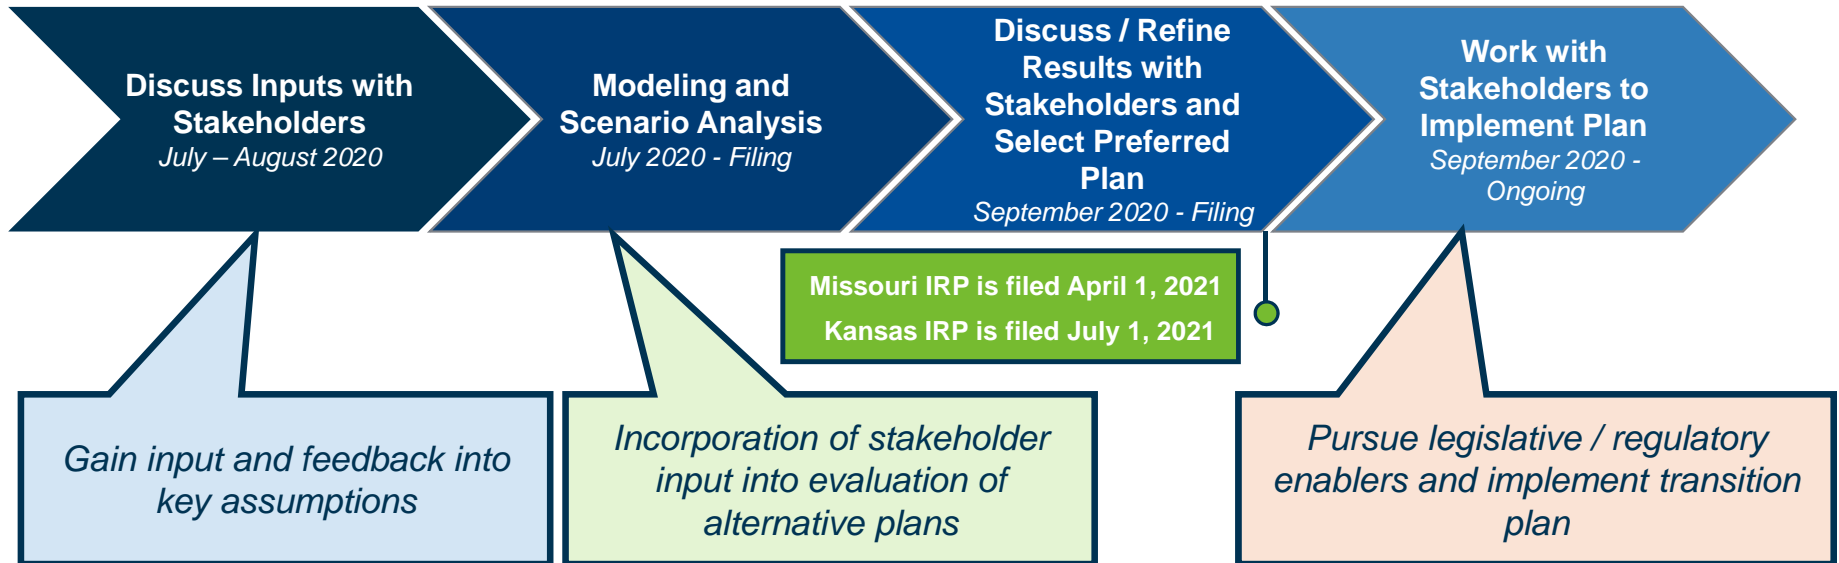 Discuss Inputs with
Stakeholders
July – August 2020
Modeling and
Scenario Analysis
July 2020 - Filing
Discuss / Refine
Results with
Stakeholders and
Select Preferred
Plan
September 2020 - Filing
Work with
Stakeholders to
Implement Plan
September 2020 -
Ongoing
Missouri IRP is filed April 1, 2021
Kansas IRP is filed July 1, 2021
Gain input and feedback into
key assumptions
Incorporation of stakeholder
input into evaluation of
alternative plans
Pursue legislative / regulatory
enablers and implement transition
plan